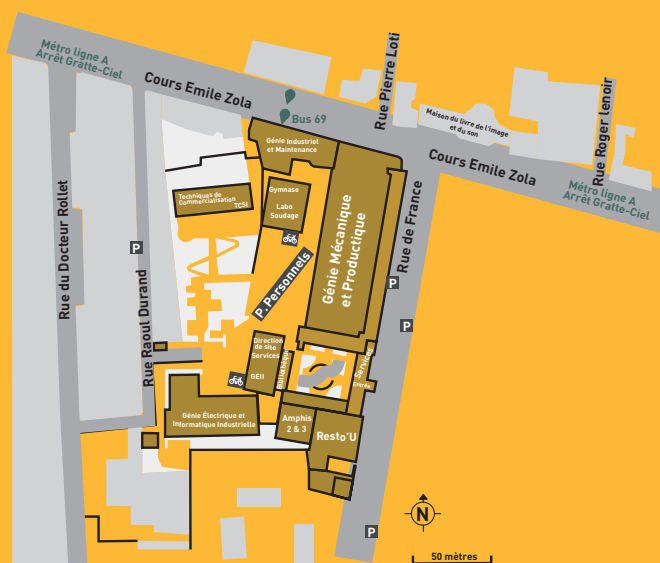 Métro ligne A
Arrêt Gratte-Ciel
Cours Emile Zola
Bus 69
Rue Pierre Loti
Maison du livre de l'image
et du son
Rue Roger Lenoir
Cours Emile Zola
Métro ligne A
Arrêt Gratte-Ciel
Génie Industriel
et Maintenance
Gymnase
Labo
Soudage
Techniques de
Commercialisation
TCSI
Génie Mécanique
et Productique
Rue de France
Rue du Docteur Rollet
P
Rue Raoul Durand
P. Personnels
P
P
Direction
de site
Services
GEII
Bibliothèque
Services
Entrée
Génie Électrique et
Informatique Industrielle
Amphis
2 & 3
Resto'U
P
N
50 mètres